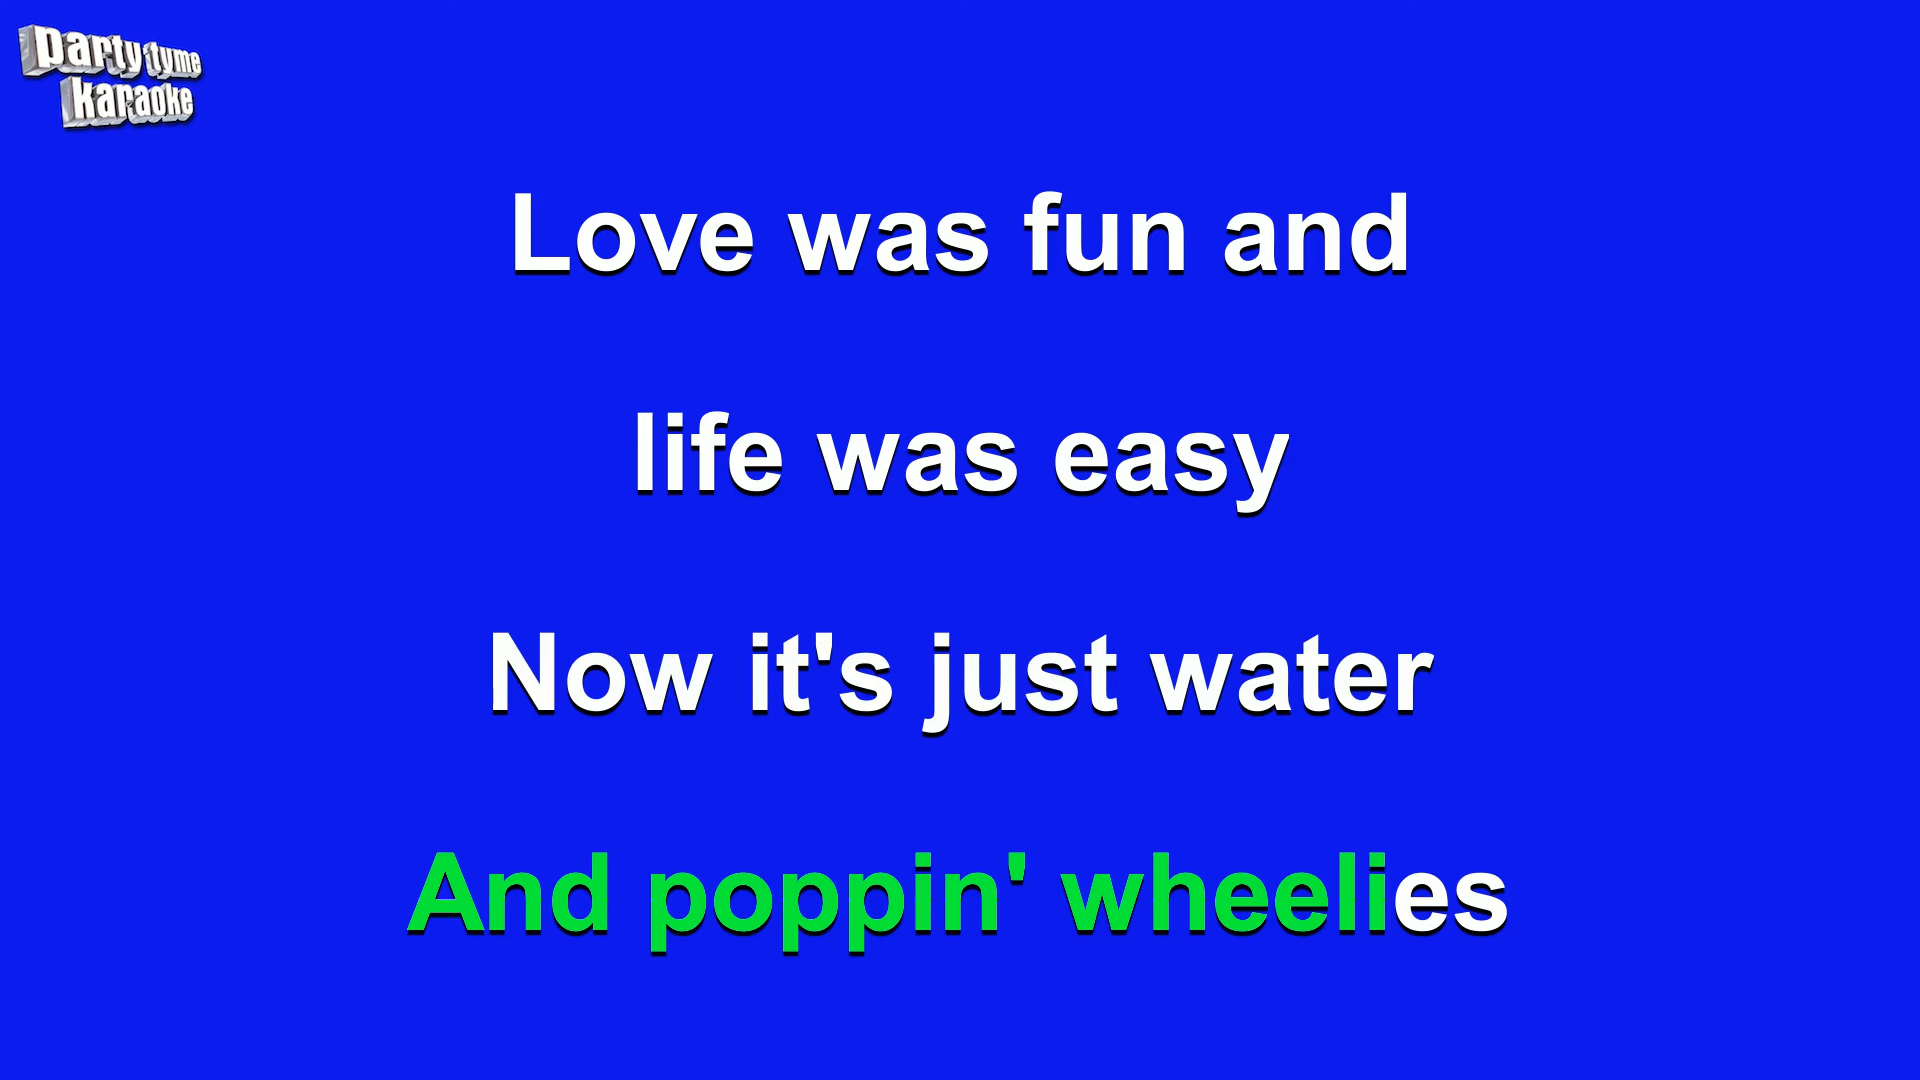 party tyme
karaoke
Love was fun and
life was easy
Now it's just water
And poppin' wheelies